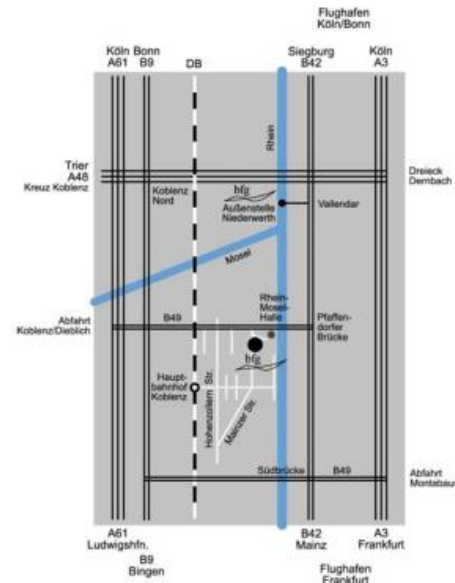 Flughafen
Köln/Bonn
Köln Bonn
A61 B9
DB
Siegburg
B42
Köln
A3
Rhein
Trier
A48
Kreuz Koblenz
Dreieck
Dernbach
Koblenz
Nord
bfg
Außenstelle
Niederwerth
Vallendar
Mosel
Rhein-
Mosel-
Halle
Abfahrt
Koblenz/Dieblich
B49
Pfaffen-
dorfer
Brücke
bfg
Haupt-
bahnhof
Koblenz
Hohenzollern Str.
Mainzer Str.
Südbrücke B49
Abfahrt
Montabaur
A61
Ludwigshfn.
B9
Bingen
B42
Mainz
A3
Frankfurt
Flughafen
Frankfurt